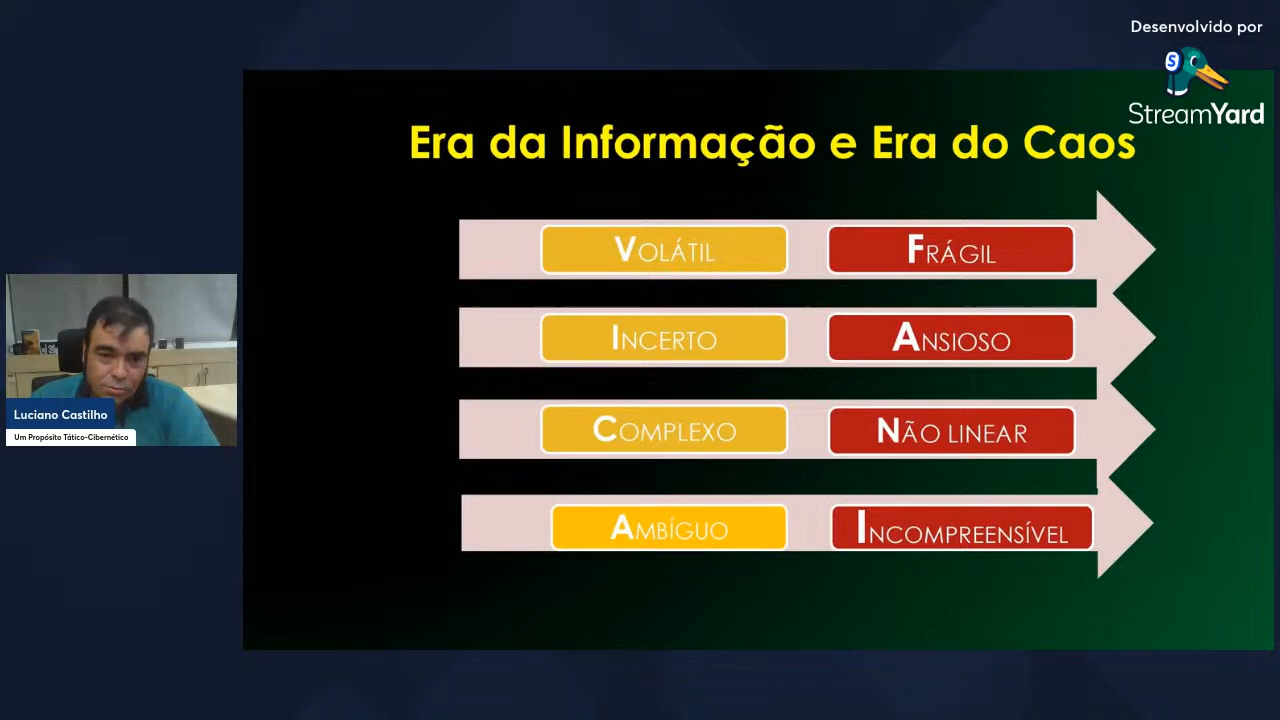 Desenvolvido por
StreamYard
Era da Informação e Era do Caos
VOLÁTIL FRÁGIL
INCERTO ANSIOSO
COMPLEXO NÃO LINEAR
AMBÍGUO INCOMPREENSÍVEL
Luciano Castilho
Um Propósito Tático-Cibernético